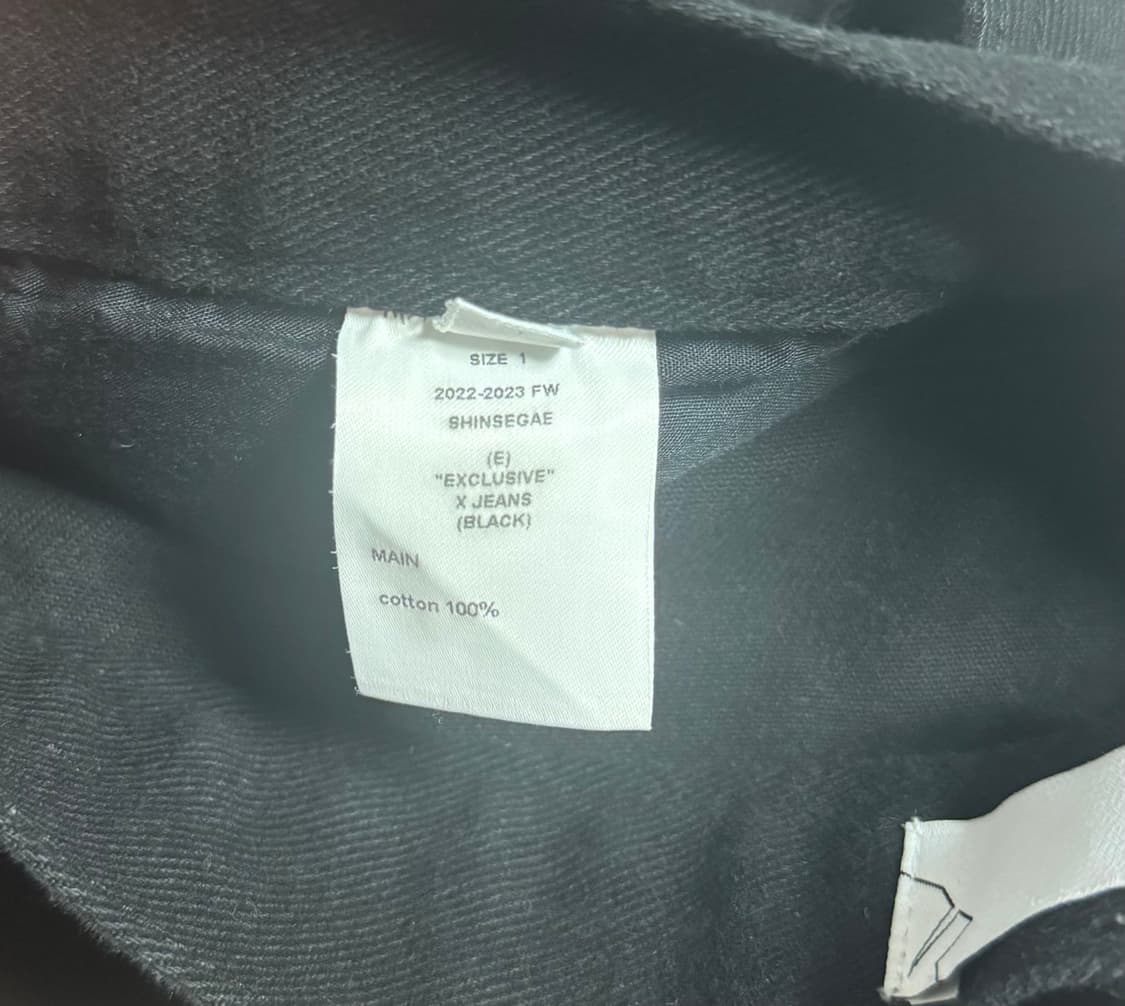 SIZE 1
2022-2023 FW
SHINSEGAE
(E)
"EXCLUSIVE"
X JEANS
(BLACK)
MAIN
cotton 100%